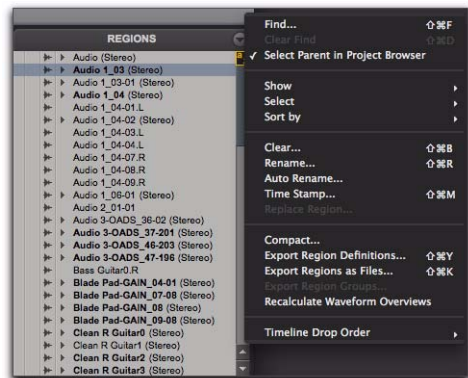 REGIONS
Audio (Stereo)
Audio 1_03 (Stereo)
Audio 1_03-01 (Stereo)
Audio 1_04 (Stereo)
Audio 1_04-01.L
Audio 1_04-02 (Stereo)
Audio 1_04-03.L
Audio 1_04-04.L
Audio 1_04-07.R
Audio 1_04-08.R
Audio 1_04-09.R
Audio 1_06-01 (Stereo)
Audio 2_01-01
Audio 3-OADS_36-02 (Stereo)
Audio 3-OADS_37-201 (Stereo)
Audio 3-OADS_46-203 (Stereo)
Audio 3-OADS_47-196 (Stereo)
Bass Guitar0.R
Blade Pad-GAIN_04-01 (Stereo)
Blade Pad-GAIN_07-08 (Stereo)
Blade Pad-GAIN_08 (Stereo)
Blade Pad-GAIN_09-08 (Stereo)
Clean R Guitar0 (Stereo)
Clean R Guitar1 (Stereo)
Clean R Guitar2 (Stereo)
Clean R Guitar3 (Stereo)
Find... ⇧⌘F
Clear Find ⇧⌘D
✓ Select Parent in Project Browser
Show
Select
Sort by
Clear... ⇧⌘B
Rename... ⇧⌘R
Auto Rename...
Time Stamp... ⇧⌘M
Replace Region...
Compact...
Export Region Definitions... ⇧⌘Y
Export Regions as Files... ⇧⌘K
Export Region Groups...
Recalculate Waveform Overviews
Timeline Drop Order